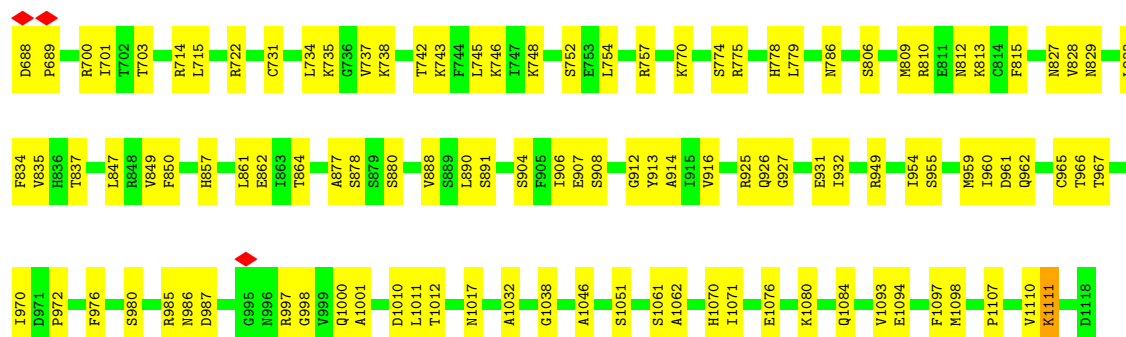 D688 P689 R700 I701 T702 T703 R714 L715 R722 C731 L734 K735 G736 V737 K738 T742 K743 F744 L745 K746 I747 K748 S752 E753 L754 R757 K770 S774 R775 H778 L779 N786 S806 M809 R810 E811 N812 K813 C814 F815 N827 V828 N829
F834 V835 H836 T837 L847 R848 V849 F850 H857 L861 E862 I863 T864 A877 S878 S879 S880 V888 S889 L890 S891 S904 F905 I906 E907 S908 G912 Y913 A914 I915 V916 R925 Q926 G927 E931 I932 R949 I954 S955 M959 I960 D961 Q962 C965 T966 T967
I970 D971 P972 F976 S980 R985 N986 D987 G995 N996 R997 G998 V999 Q1000 A1001 D1010 L1011 T1012 N1017 A1032 G1038 A1046 S1051 S1061 A1062 H1070 I1071 E1076 K1080 Q1084 V1093 E1094 F1097 M1098 P1107 V1110 K1111 D1118